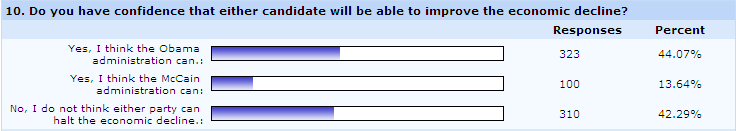 10. Do you have confidence that either candidate will be able to improve the economic decline?
Responses Percent
Yes, I think the Obama
administration can.: 323 44.07%
Yes, I think the McCain
administration can: 100 13.64%
No, I do not think either party can
halt the economic decline.: 310 42.29%